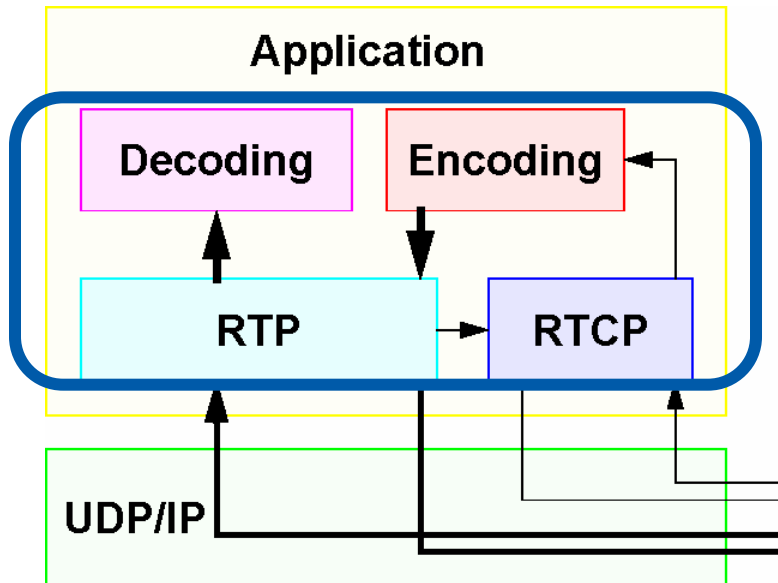 Application
Decoding
Encoding
RTP
RTCP
UDP/IP